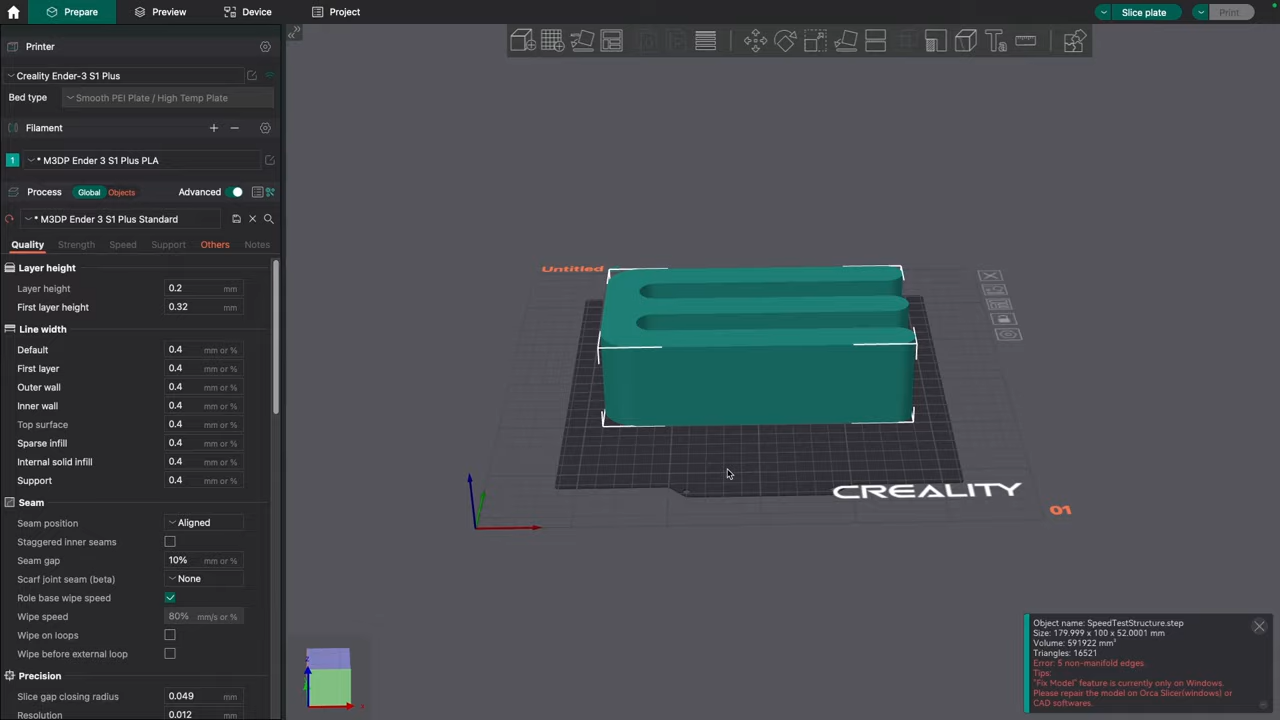 Prepare Preview Device Project Slice plate Print
Printer
Creality Ender-3 S1 Plus
Bed type Smooth PEI Plate / High Temp Plate
Filament
1 * M3DP Ender 3 S1 Plus PLA
Process Global Objects Advanced
* M3DP Ender 3 S1 Plus Standard
Quality Strength Speed Support Others Notes
Layer height
Layer height 0.2 mm
First layer height 0.32 mm
Line width
Default 0.4 mm or %
First layer 0.4 mm or %
Outer wall 0.4 mm or %
Inner wall 0.4 mm or %
Top surface 0.4 mm or %
Sparse infill 0.4 mm or %
Internal solid infill 0.4 mm or %
Support 0.4 mm or %
Seam
Seam position Aligned
Staggered inner seams
Seam gap 10% mm or %
Scarf joint seam (beta) None
Role base wipe speed
Wipe speed 80% mm/s or %
Wipe on loops
Wipe before external loop
Precision
Slice gap closing radius 0.049 mm
Resolution 0.012 mm
Untitled
CREALITY
01
Object name: SpeedTestStructure.step
Size: 179.999 x 100 x 52.0001 mm
Volume: 591922 mm³
Triangles: 16521
Error: 5 non-manifold edges.
Tips:
"Fix Model" feature is currently only on Windows.
Please repair the model on Orca Slicer(windows) or
CAD softwares.